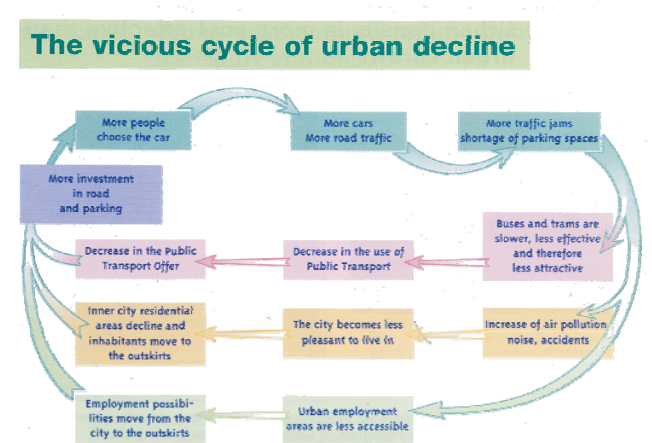 The vicious cycle of urban decline
More people
choose the car
More cars
More road traffic
More traffic jams
shortage of parking spaces
More investment
in road
and parking
Buses and trams are
slower, less effective
and therefore
less attractive
Decrease in the use of
Public Transport
Decrease in the Public
Transport Offer
Increase of air pollution
noise, accidents
The city becomes less
pleasant to live in
Inner city residential
areas decline and
inhabitants move to
the outskirts
Urban employment
areas are less accessible
Employment possibi-
lities move from the
city to the outskirts